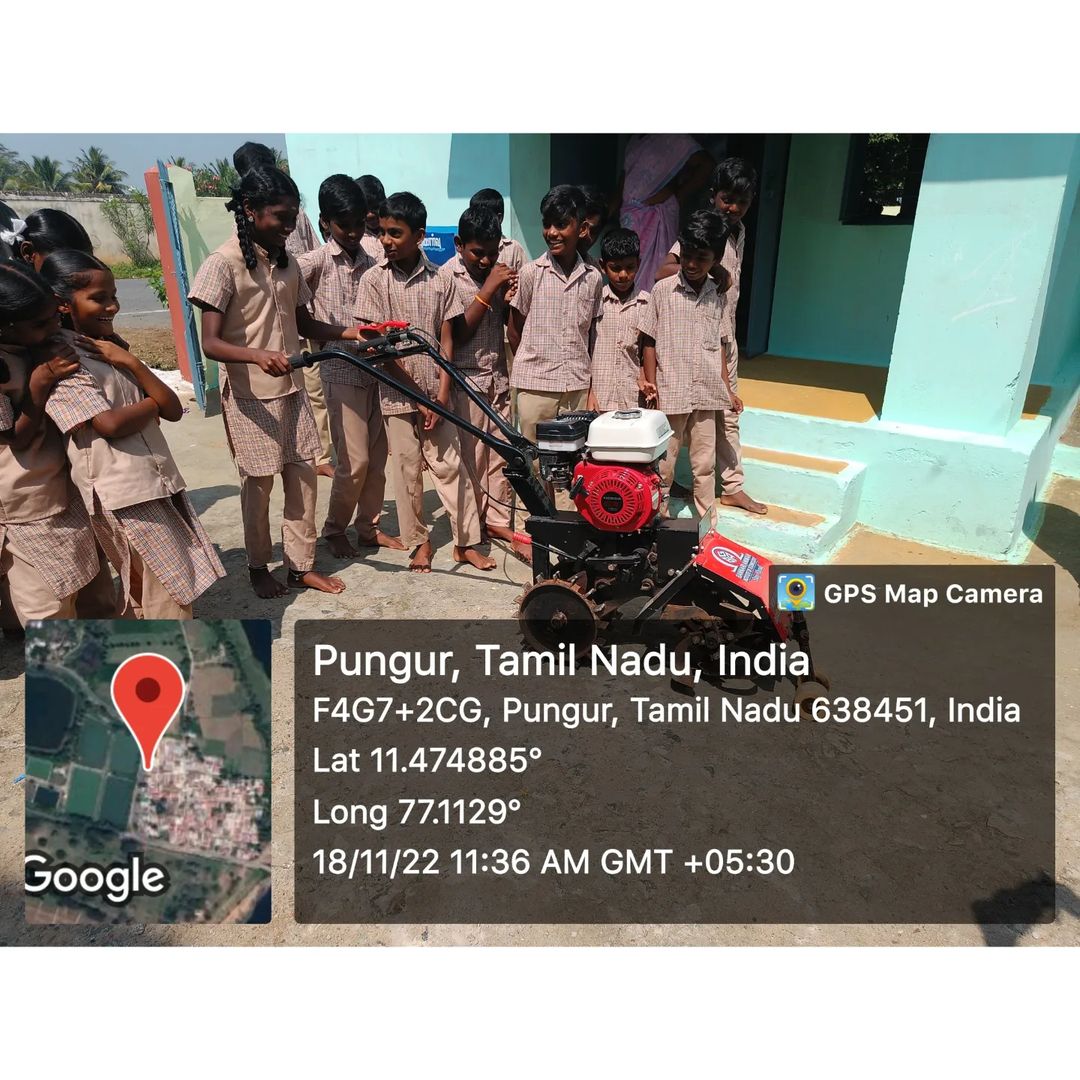 GPS Map Camera
Pungur, Tamil Nadu, India
F4G7+2CG, Pungur, Tamil Nadu 638451, India
Lat 11.474885°
Long 77.1129°
18/11/22 11:36 AM GMT +05:30
Google
HONDA